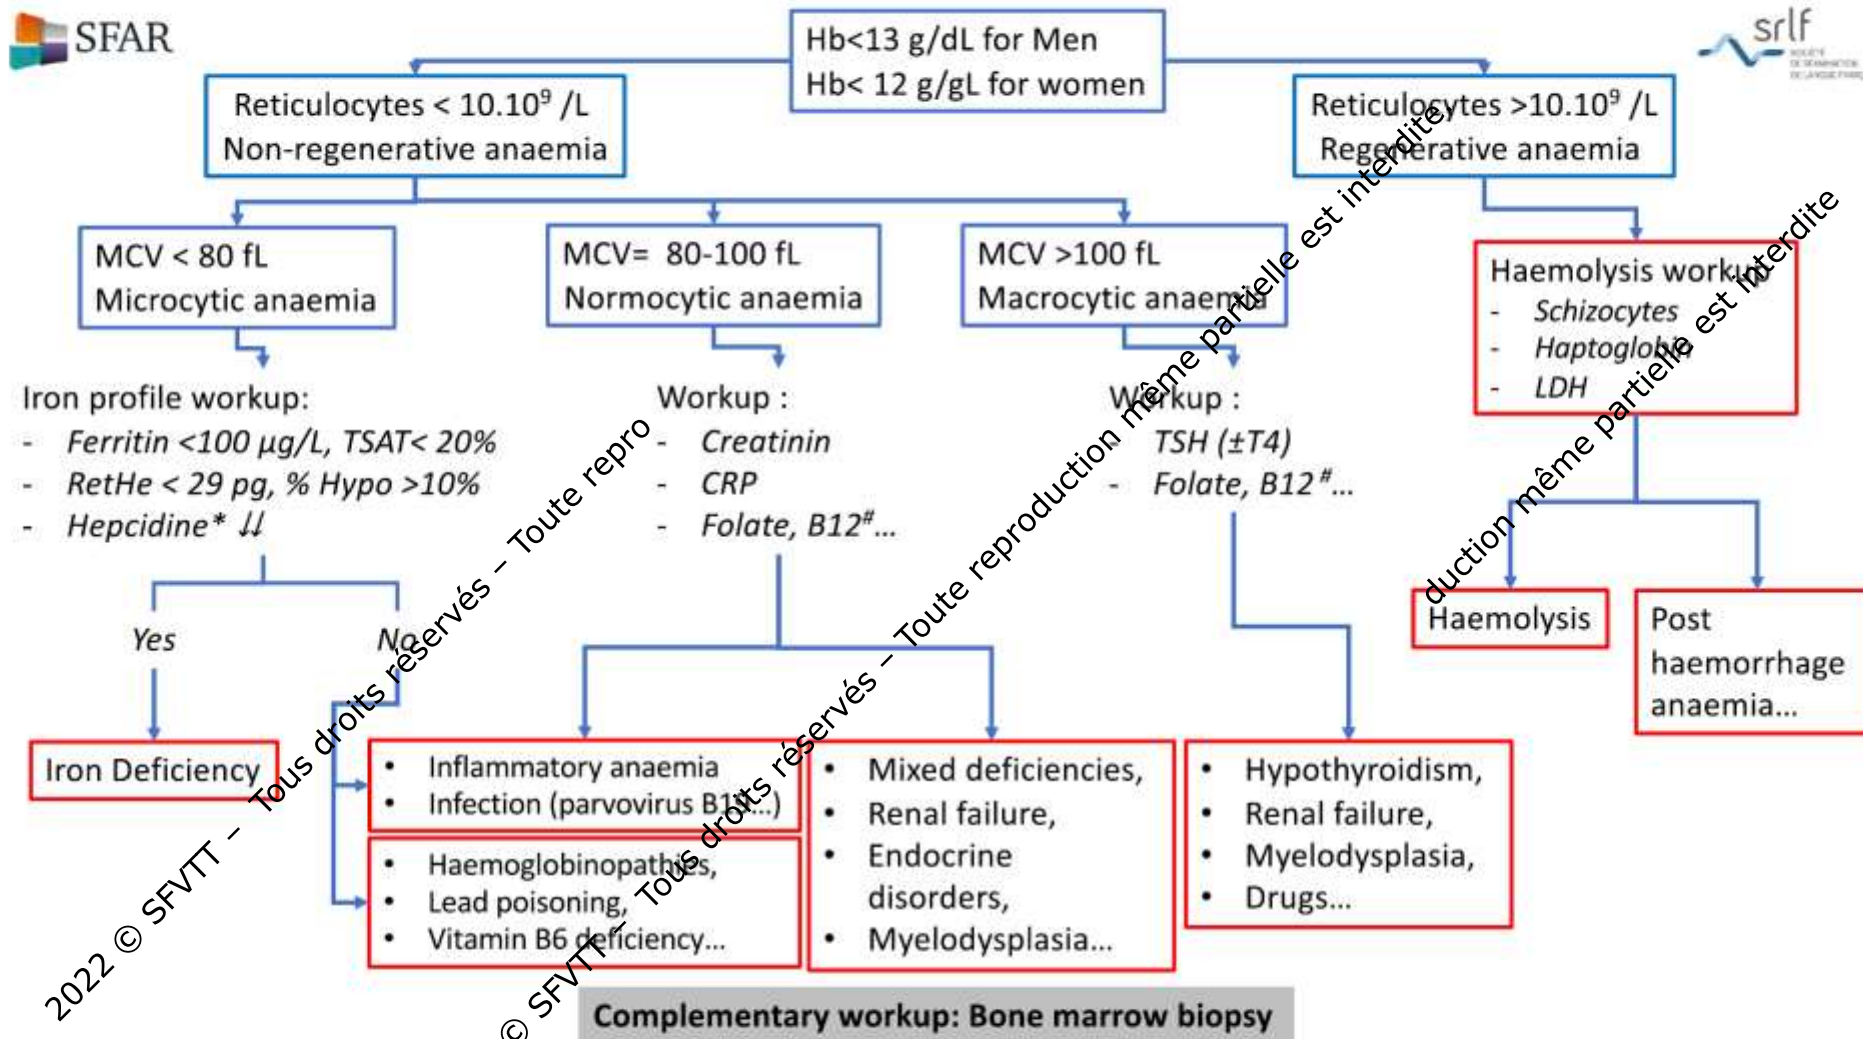 SFAR
srlf
Hb<13 g/dL for Men
Hb< 12 g/gL for women
Reticulocytes < 10.10⁹ /L
Non-regenerative anaemia
Reticulocytes >10.10⁹ /L
Regenerative anaemia
MCV < 80 fL
Microcytic anaemia
MCV= 80-100 fL
Normocytic anaemia
MCV >100 fL
Macrocytic anaemia
Haemolysis workup
- Schizocytes
- Haptoglobin
- LDH
Iron profile workup:
- Ferritin <100 µg/L, TSAT< 20%
- RetHe < 29 pg, % Hypo >10%
- Hepcidine* ↓↓
Workup :
- Creatinin
- CRP
- Folate, B12#...
Workup :
- TSH (±T4)
- Folate, B12 #...
Yes
No
Iron Deficiency
• Inflammatory anaemia
• Infection (parvovirus B19...)
• Haemoglobinopathies,
• Lead poisoning,
• Vitamin B6 deficiency...
• Mixed deficiencies,
• Renal failure,
• Endocrine
disorders,
• Myelodysplasia...
• Hypothyroidism,
• Renal failure,
• Myelodysplasia,
• Drugs...
Haemolysis
Post
haemorrhage
anaemia...
Complementary workup: Bone marrow biopsy
2022 © SFVTT – Tous droits réservés – Toute repro
duction même partielle est interdite
© SFVTT – Tous droits réservés – Toute reproduction même partielle est interdite.